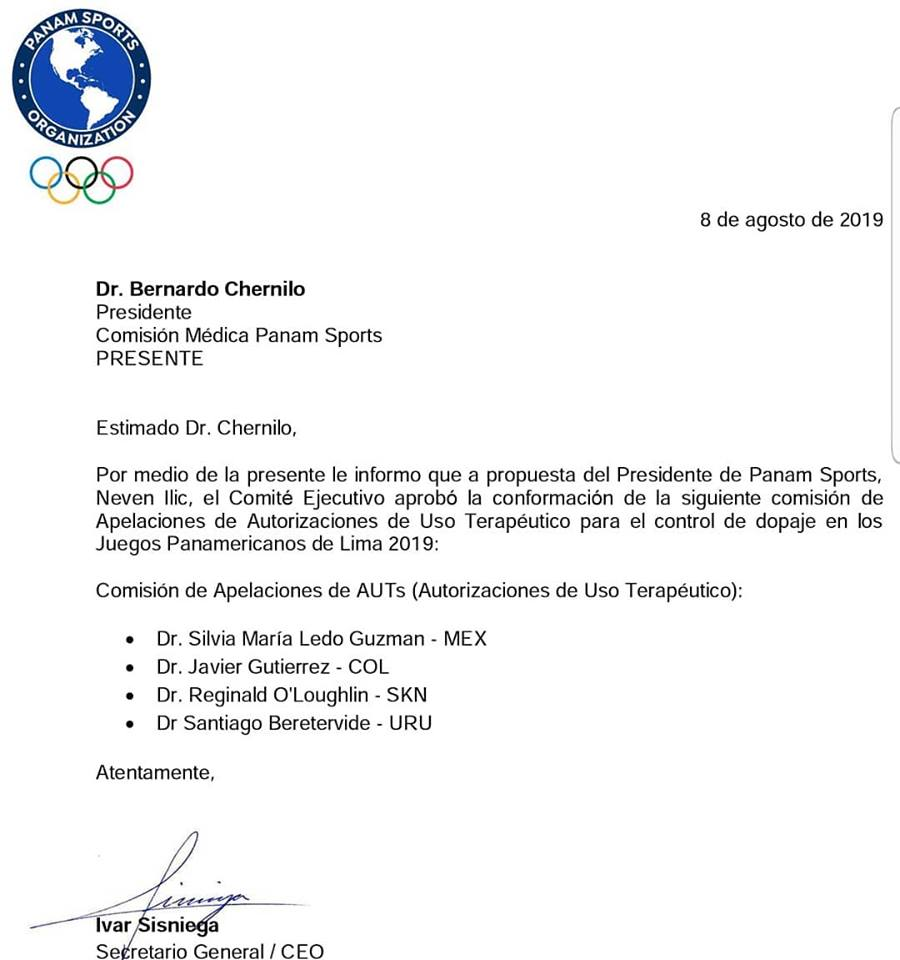 PANAM SPORTS
ORGANIZATION
8 de agosto de 2019
Dr. Bernardo Chernilo
Presidente
Comisión Médica Panam Sports
PRESENTE
Estimado Dr. Chernilo,
Por medio de la presente le informo que a propuesta del Presidente de Panam Sports,
Neven Ilic, el Comité Ejecutivo aprobó la conformación de la siguiente comisión de
Apelaciones de Autorizaciones de Uso Terapéutico para el control de dopaje en los
Juegos Panamericanos de Lima 2019:
Comisión de Apelaciones de AUTs (Autorizaciones de Uso Terapéutico):
• Dr. Silvia María Ledo Guzman - MEX
• Dr. Javier Gutierrez - COL
• Dr. Reginald O'Loughlin - SKN
• Dr Santiago Beretervide - URU
Atentamente,
Ivar Sisniega
Secretario General / CEO